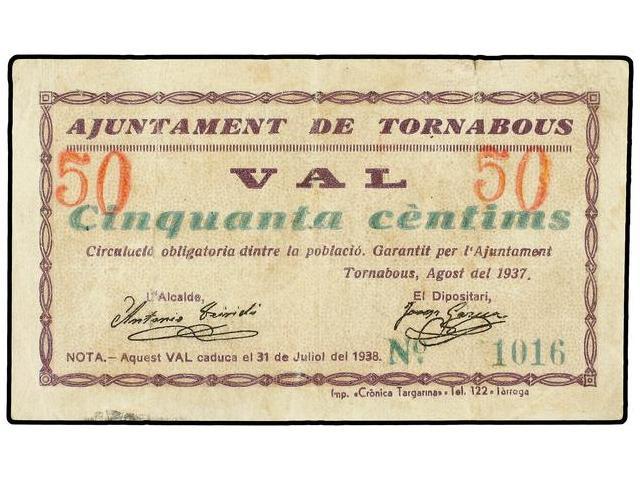 AJUNTAMENT DE TORNABOUS
50 VAL 50
Cinquanta cèntims
Circulació obligatoria dintre la població. Garantit per l'Ajuntament
Tornabous, Agost del 1937.
L'Alcalde, El Dipositari,
Antonio
NOTA.— Aquest VAL caduca el 31 de Juliol del 1938. Nº 1016
Imp. «Crònica Targarina» Tel. 122 - Tàrrega